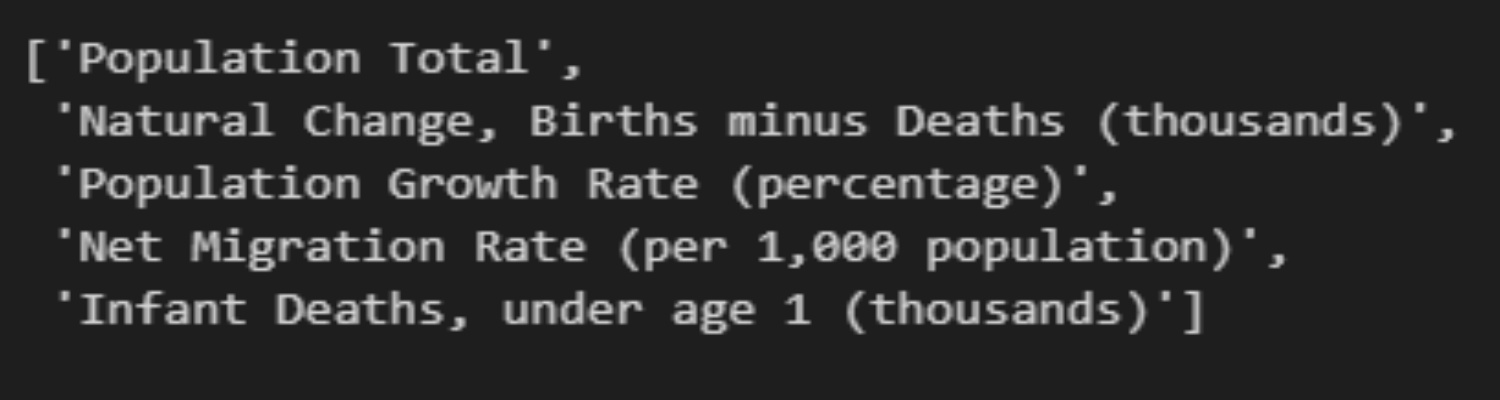 ['Population Total',
'Natural Change, Births minus Deaths (thousands)',
'Population Growth Rate (percentage)',
'Net Migration Rate (per 1,000 population)',
'Infant Deaths, under age 1 (thousands)']